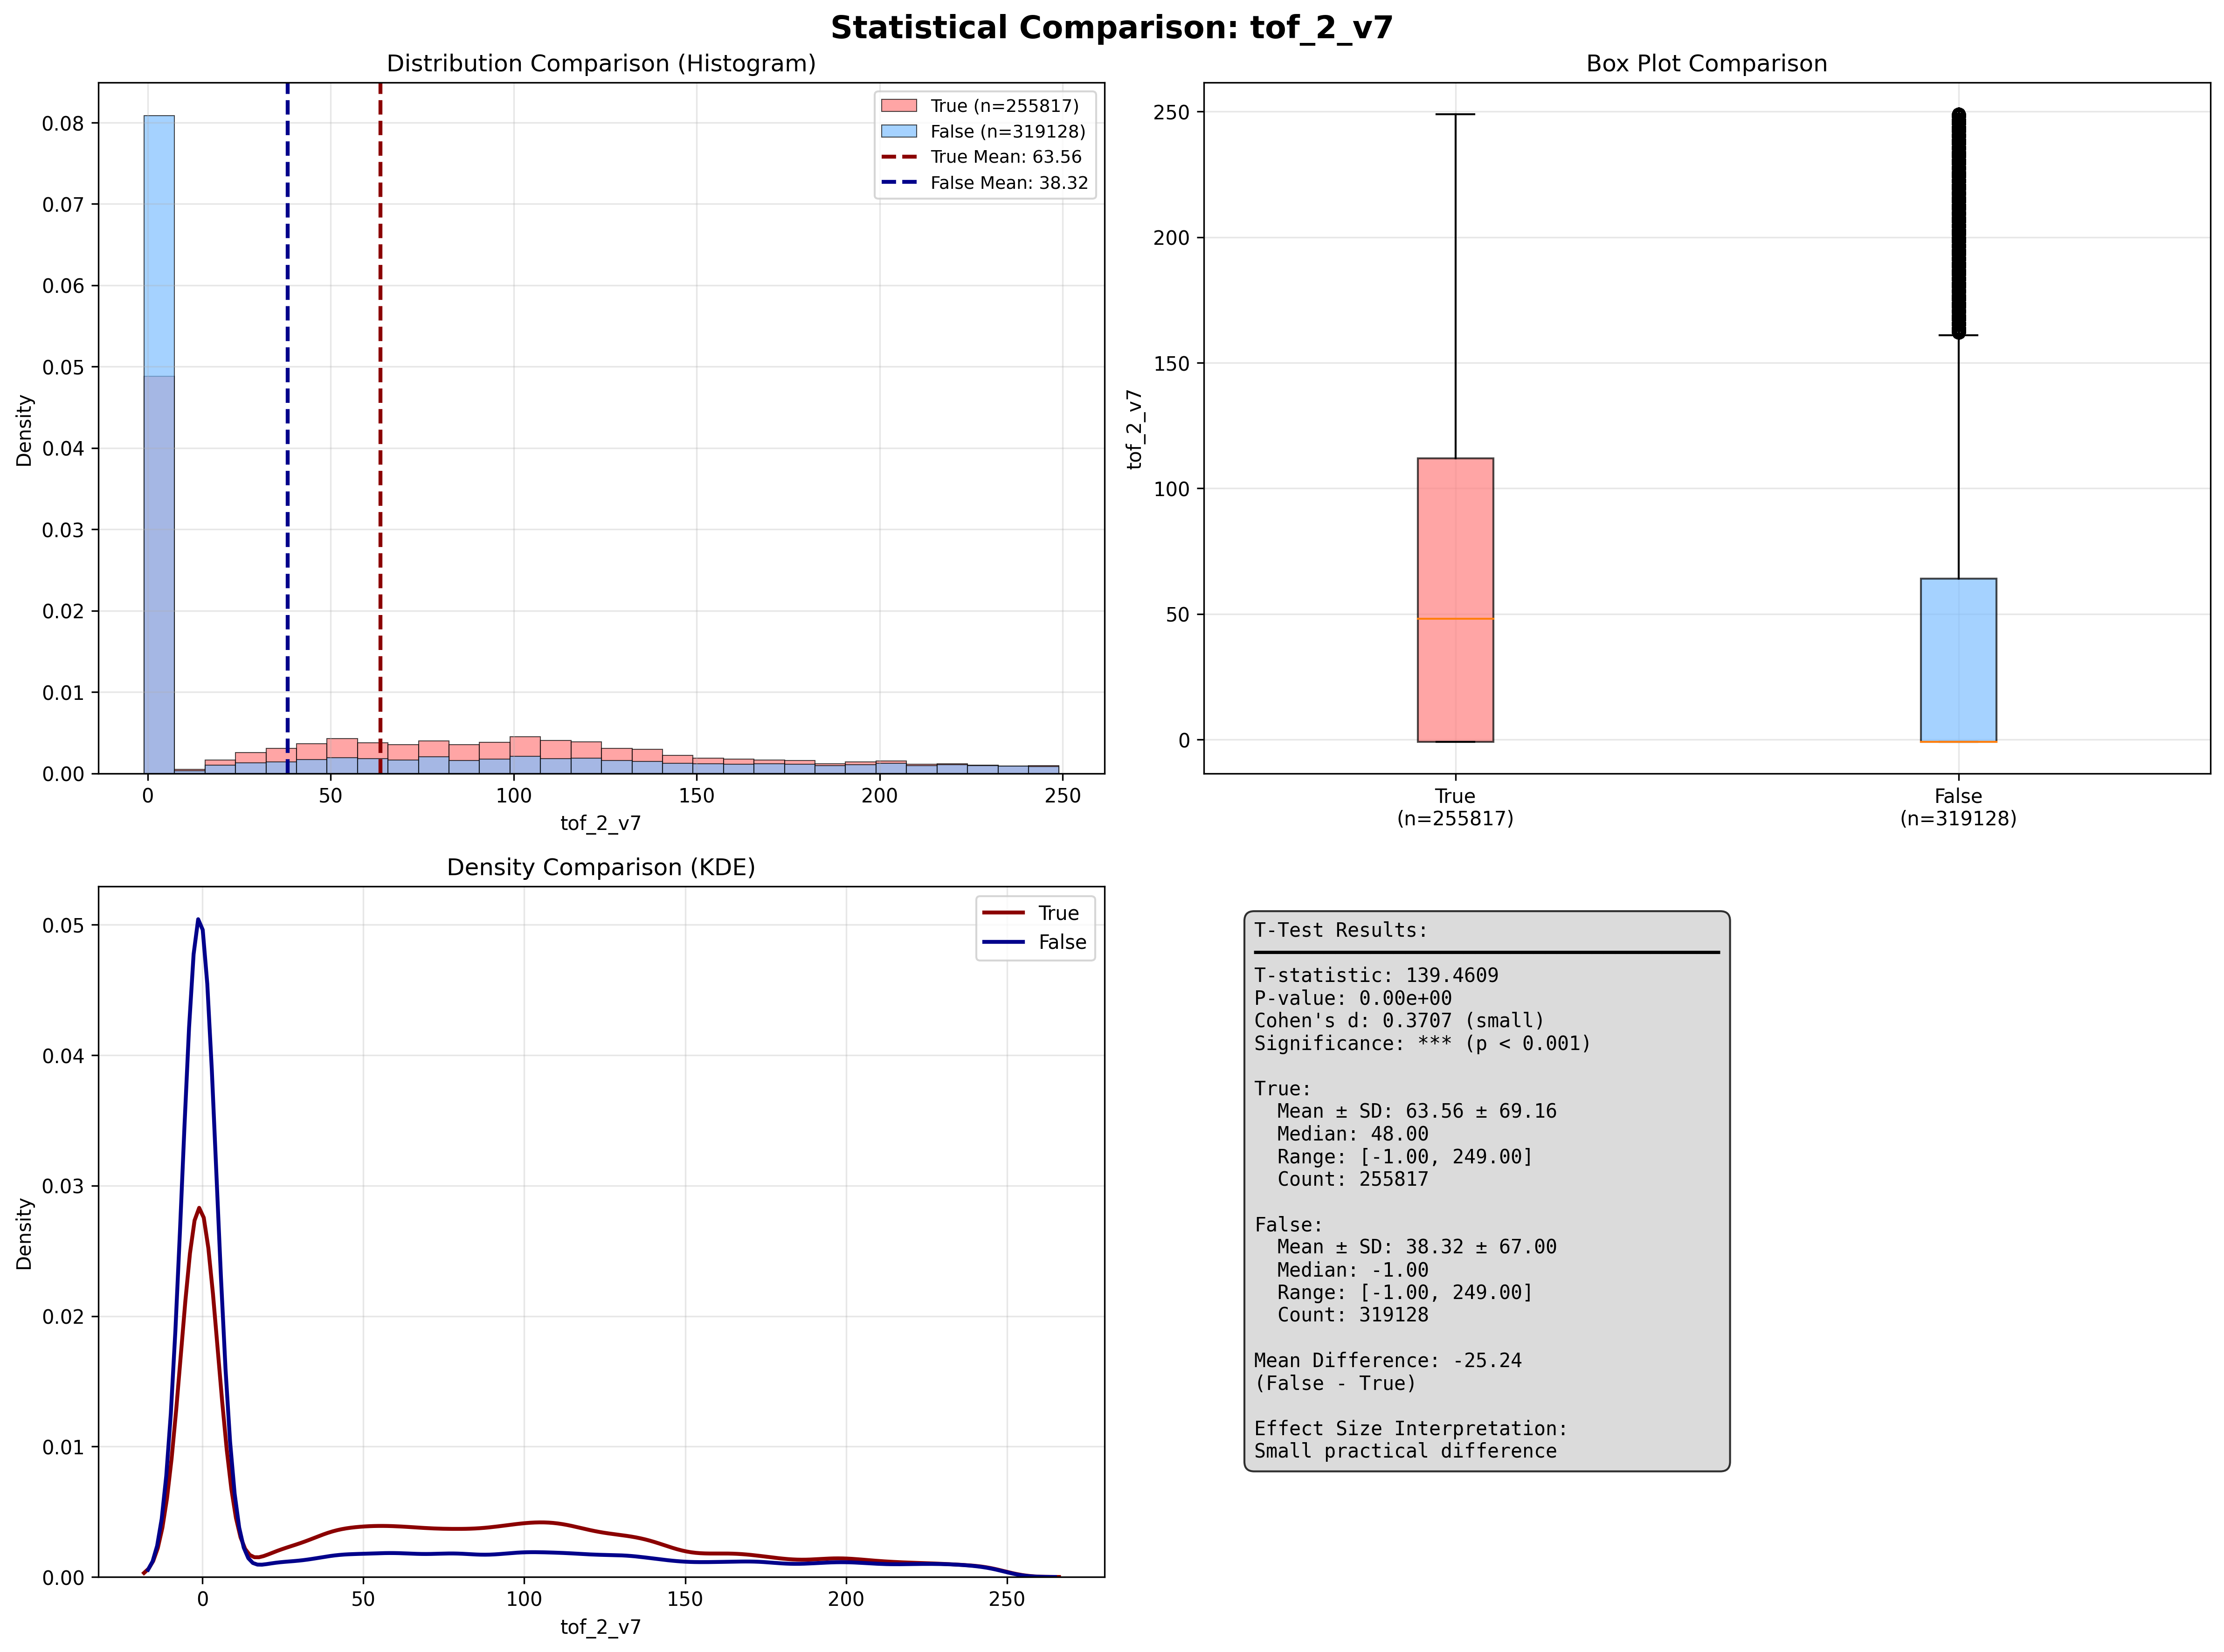 Statistical Comparison: tof_2_v7
Distribution Comparison (Histogram)
Density
0.08
0.07
0.06
0.05
0.04
0.03
0.02
0.01
0.00
0 50 100 150 200 250
tof_2_v7
True (n=255817)
False (n=319128)
True Mean: 63.56
False Mean: 38.32
Box Plot Comparison
tof_2_v7
250
200
150
100
50
0
True
(n=255817)
False
(n=319128)
Density Comparison (KDE)
Density
0.05
0.04
0.03
0.02
0.01
0.00
0 50 100 150 200 250
tof_2_v7
True
False
T-Test Results:
T-statistic: 139.4609
P-value: 0.00e+00
Cohen's d: 0.3707 (small)
Significance: *** (p < 0.001)
True:
Mean ± SD: 63.56 ± 69.16
Median: 48.00
Range: [-1.00, 249.00]
Count: 255817
False:
Mean ± SD: 38.32 ± 67.00
Median: -1.00
Range: [-1.00, 249.00]
Count: 319128
Mean Difference: -25.24
(False - True)
Effect Size Interpretation:
Small practical difference